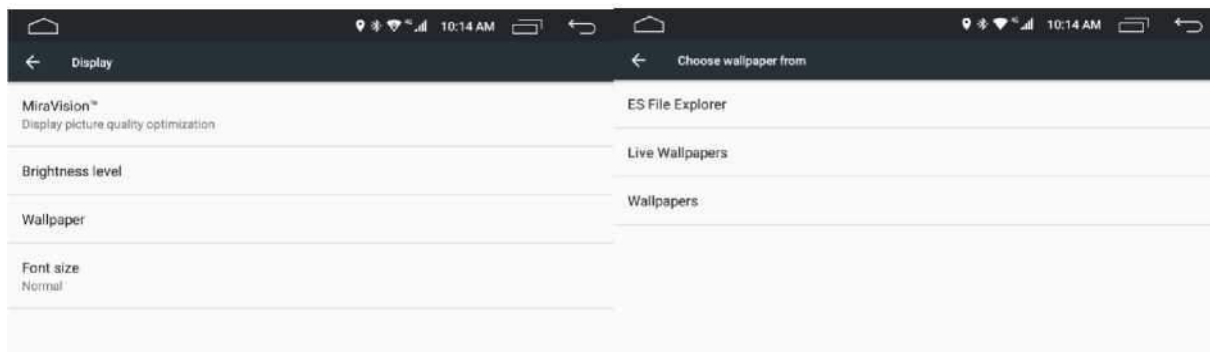 10:14 AM
Display
MiraVision™
Display picture quality optimization
Brightness level
Wallpaper
Font size
Normal
10:14 AM
Choose wallpaper from
ES File Explorer
Live Wallpapers
Wallpapers